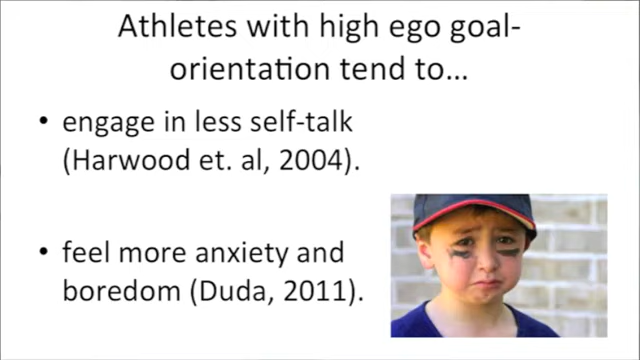 Athletes with high ego goal-
orientation tend to...
• engage in less self-talk
(Harwood et. al, 2004).
• feel more anxiety and
boredom (Duda, 2011).